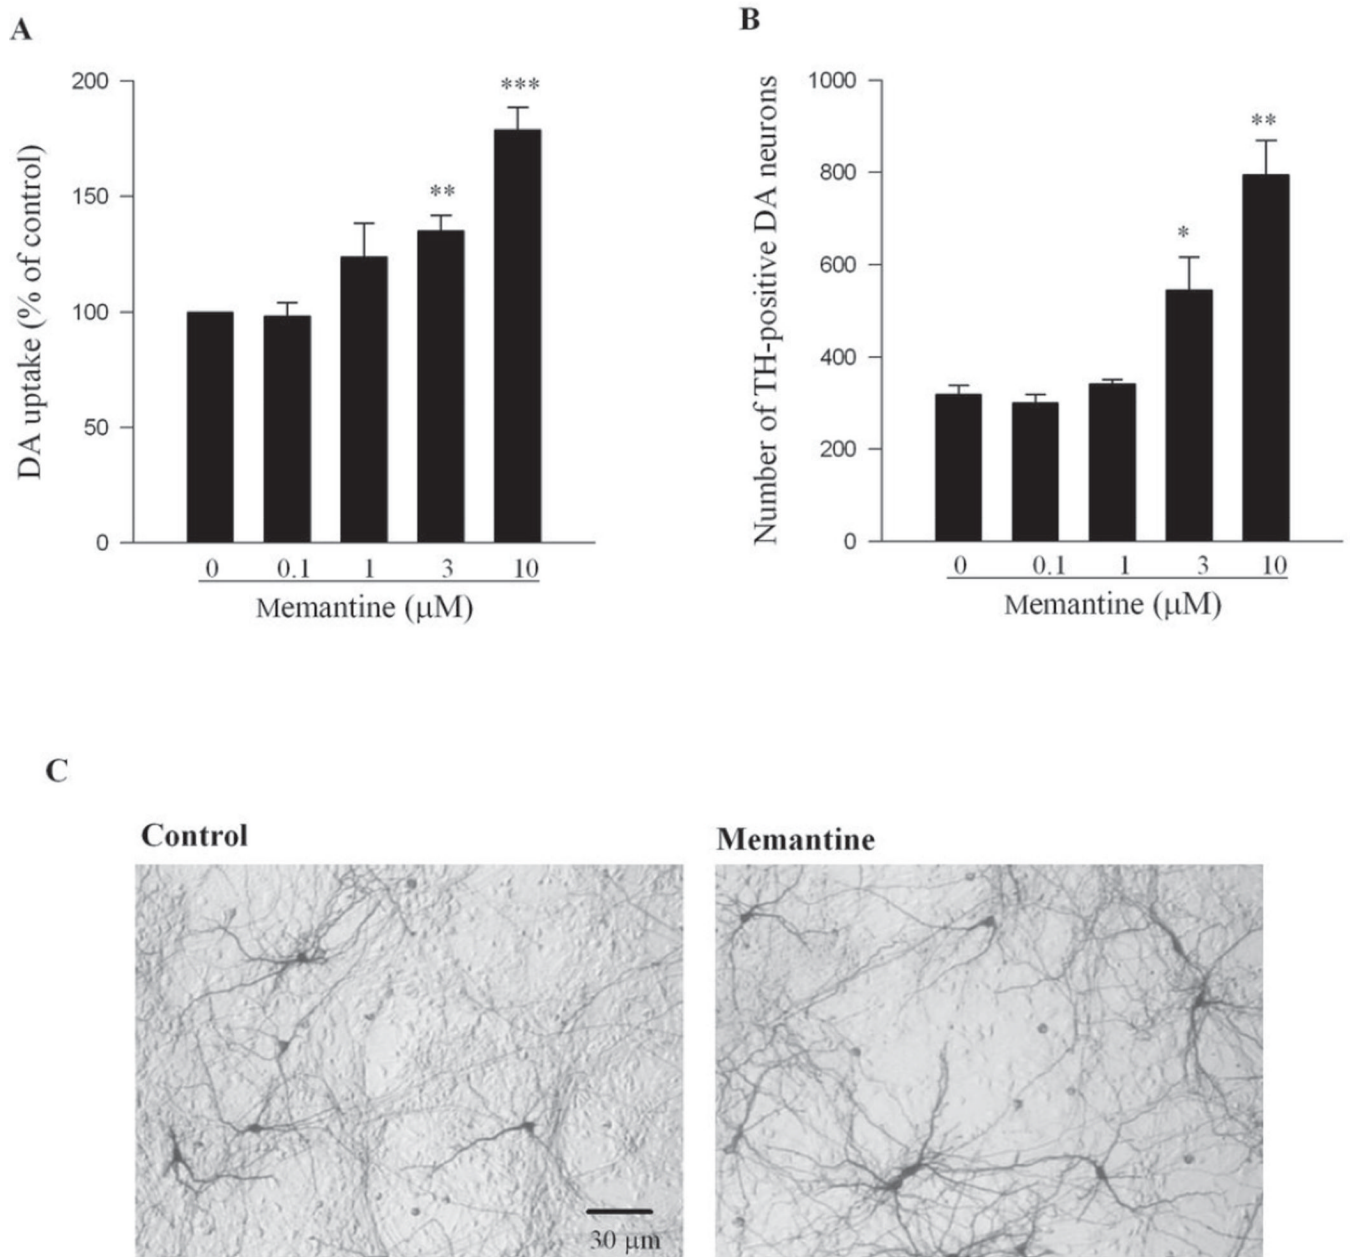 A
DA uptake (% of control)
200
150
100
50
0
**
***
0 0.1 1 3 10
Memantine (μM)
B
Number of TH-positive DA neurons
1000
800
600
400
200
0
*
**
0 0.1 1 3 10
Memantine (μM)
C
Control
Memantine
30 μm